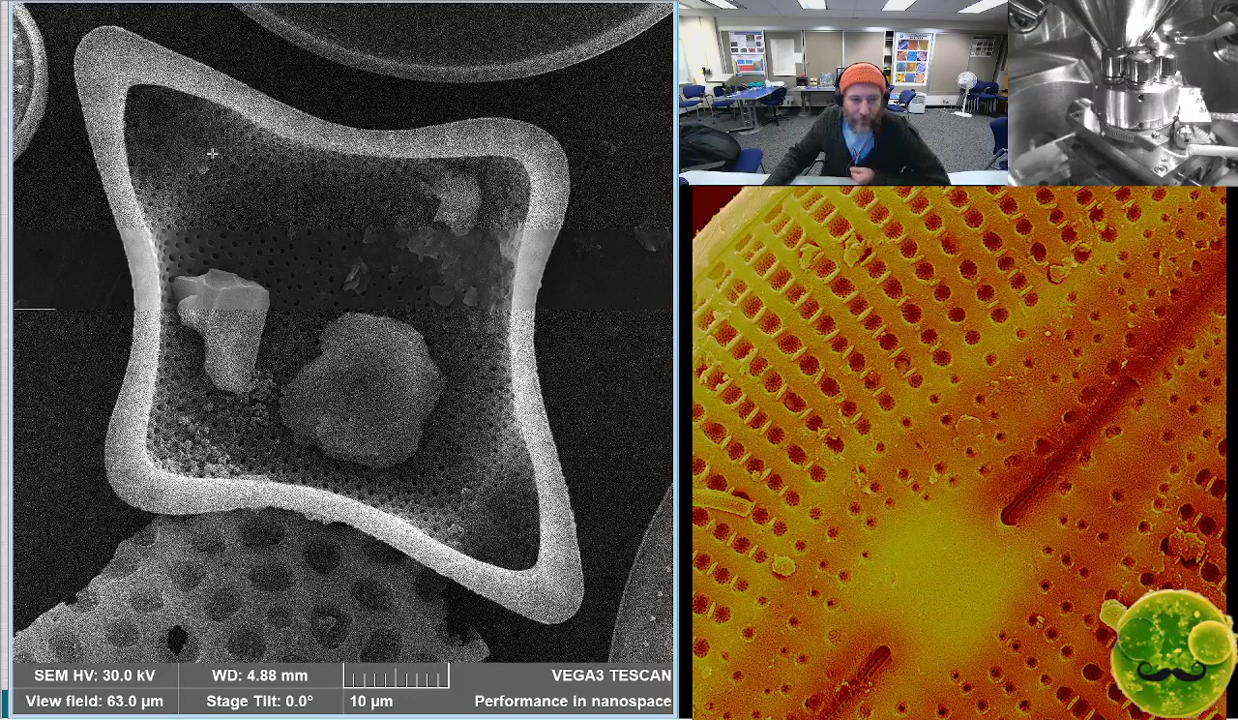 SEM HV: 30.0 kV
WD: 4.88 mm
VEGA3 TESCAN
View field: 63.0 µm
Stage Tilt: 0.0°
10 µm
Performance in nanospace